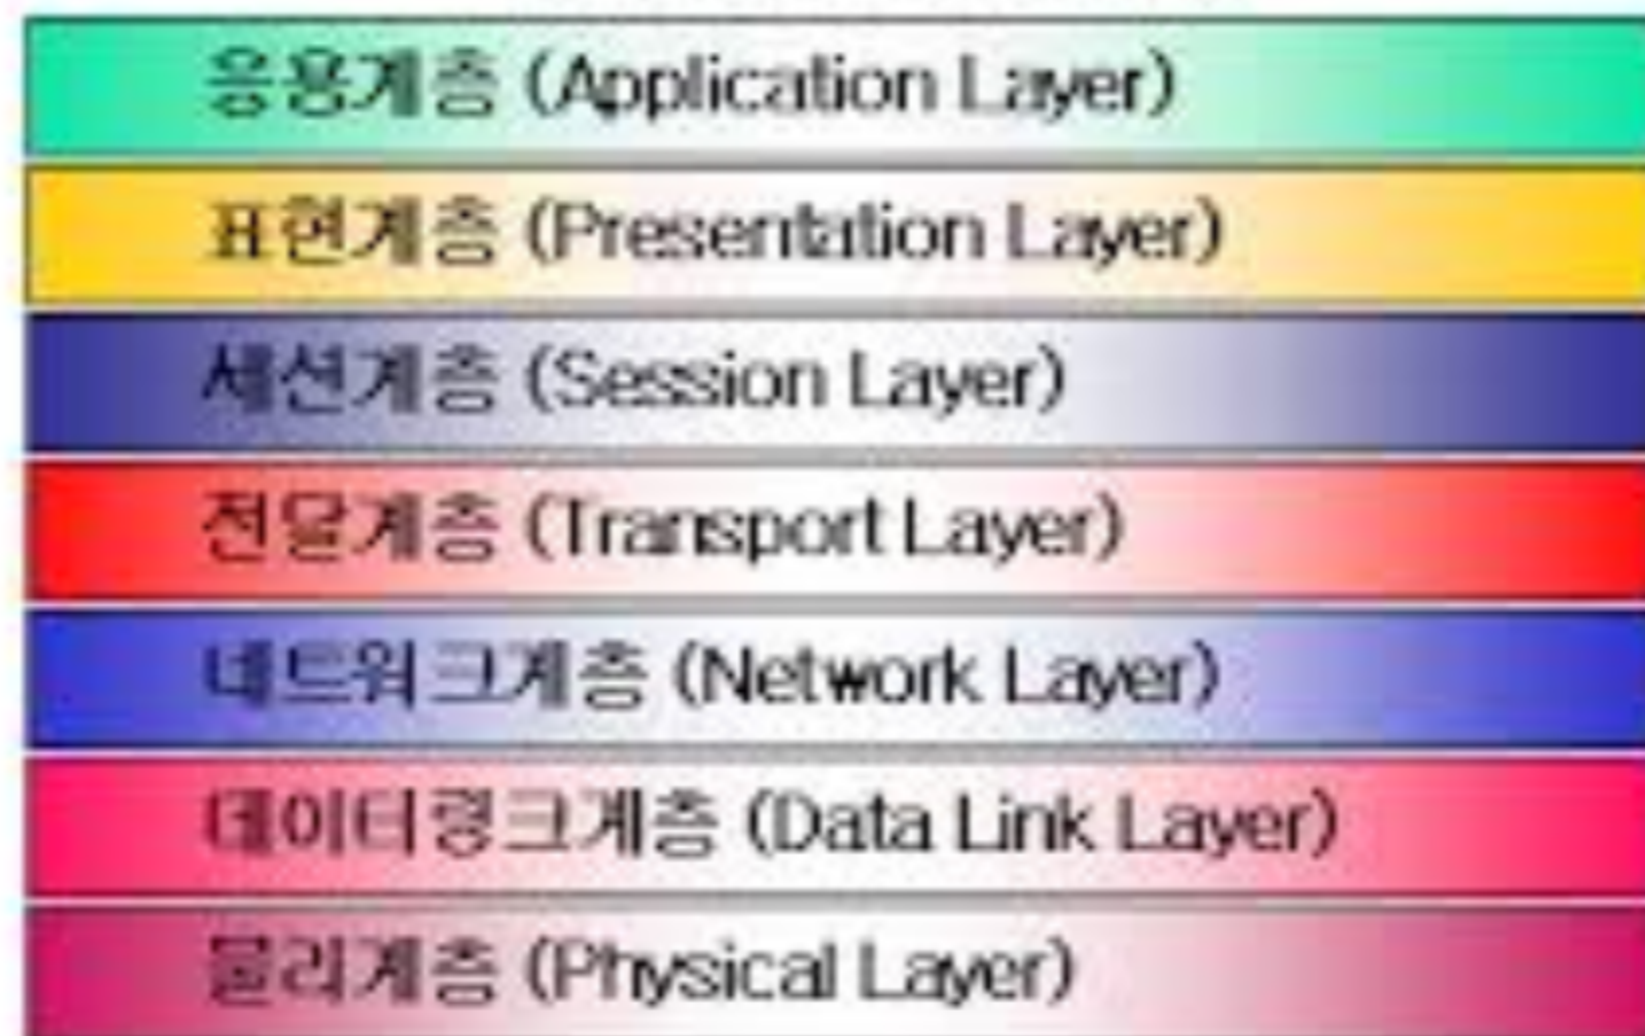 응용계층 (Application Layer)
표현계층 (Presentation Layer)
세션계층 (Session Layer)
전달계층 (Transport Layer)
네트워크계층 (Network Layer)
데이터링크계층 (Data Link Layer)
물리계층 (Physical Layer)